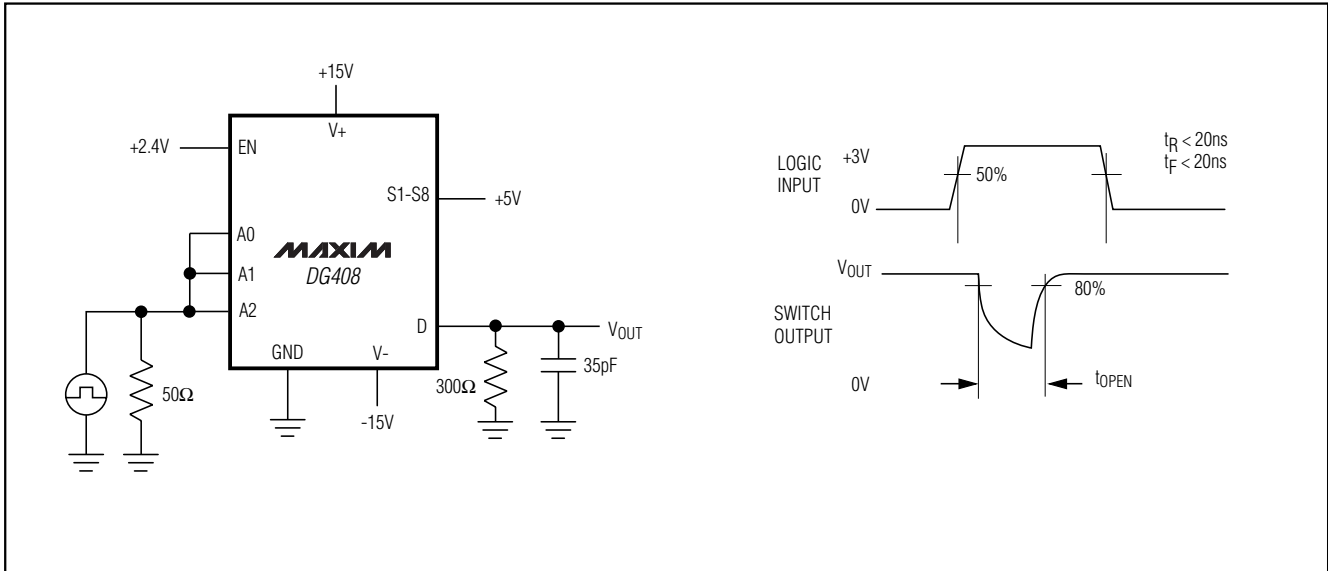 +15V
V+
+2.4V
EN
S1-S8
+5V
A0
MAXIM
A1
DG408
A2
D
VOUT
GND
V-
50Ω
300Ω
35pF
-15V
LOGIC
INPUT
+3V
0V
50%
tR < 20ns
tF < 20ns
VOUT
80%
SWITCH
OUTPUT
0V
tOPEN